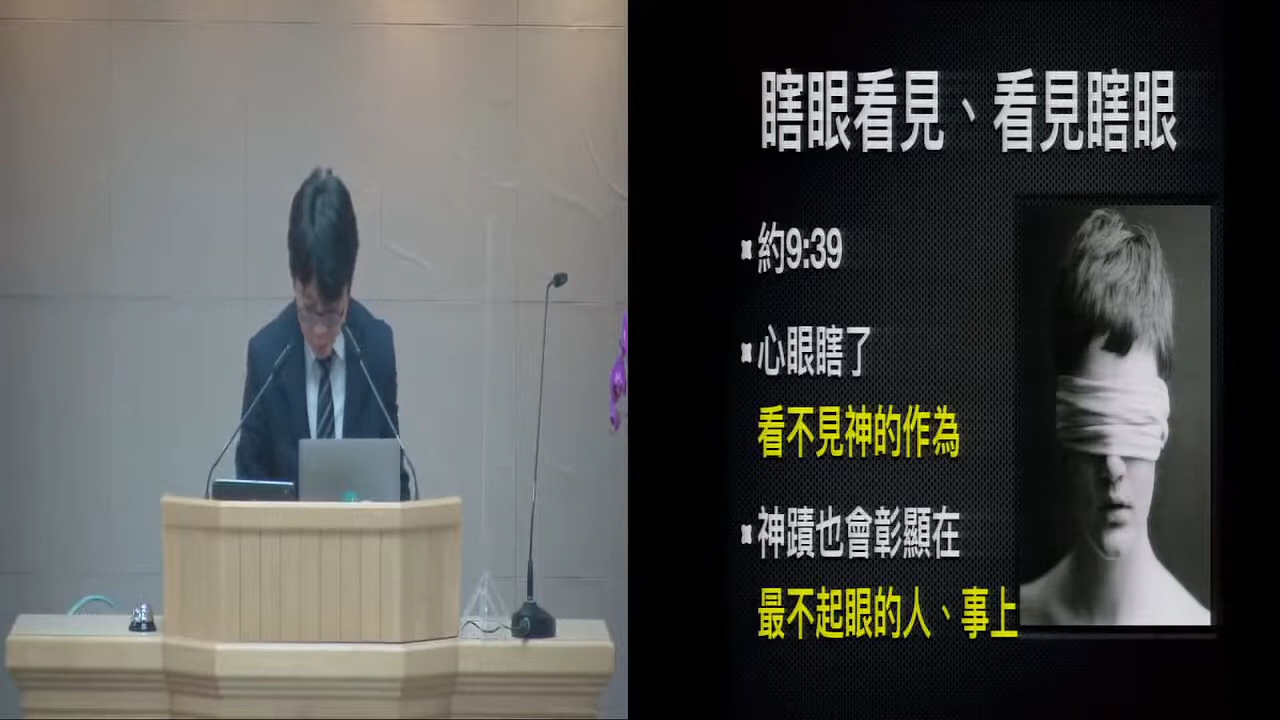 瞎眼看見、看見瞎眼
約9:39
心眼瞎了
看不見神的作為
神蹟也會彰顯在
最不起眼的人、事上